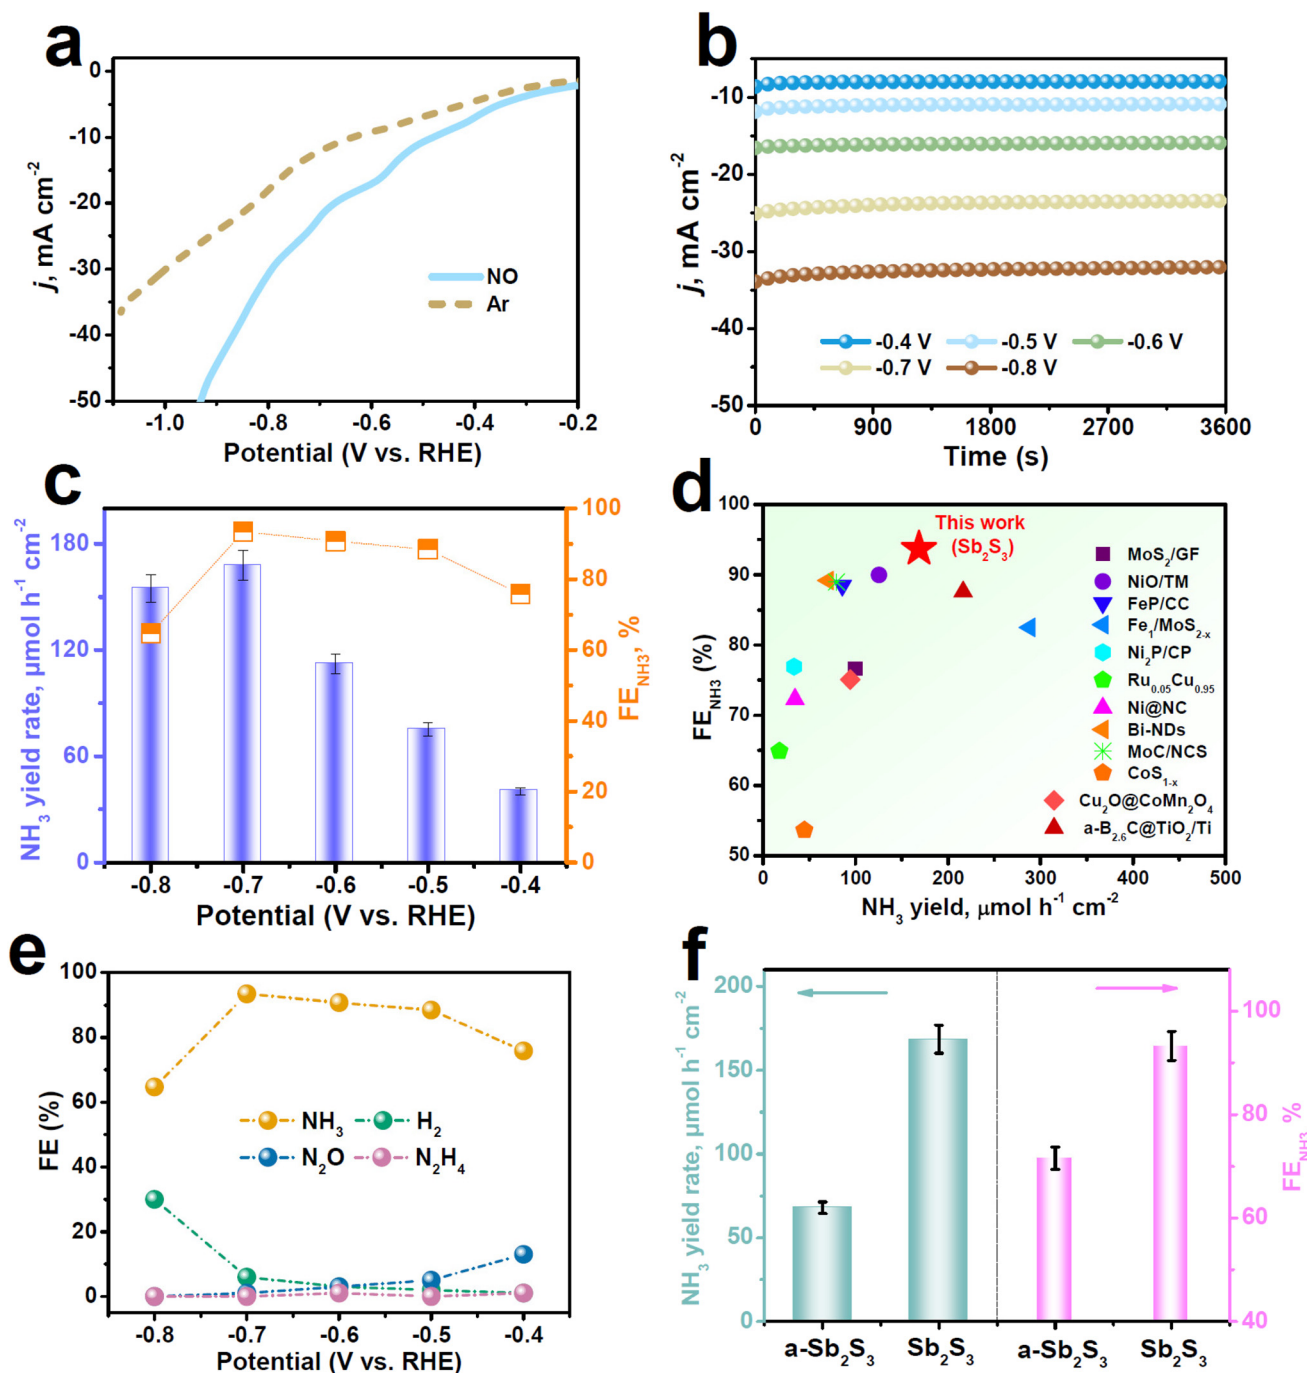 a
0
-10
-20
-30
-40
-50
j, mA cm⁻²
NO
Ar
-1.0
-0.8
-0.6
-0.4
-0.2
Potential (V vs. RHE)
b
-10
-20
-30
-40
-50
j, mA cm⁻²
-0.4 V
-0.5 V
-0.6 V
-0.7 V
-0.8 V
0
900
1800
2700
3600
Time (s)
c
180
120
60
0
NH₃ yield rate, μmol h⁻¹ cm⁻²
100
80
60
40
20
0
FE_NH3, %
-0.8
-0.7
-0.6
-0.5
-0.4
Potential (V vs. RHE)
d
100
90
80
70
60
50
FE_NH3 (%)
This work
(Sb₂S₃)
MoS₂/GF
NiO/TM
FeP/CC
Fe₁/MoS₂₋ₓ
Ni₂P/CP
Ru₀.₀₅Cu₀.₉₅
Ni@NC
Bi-NDs
MoC/NCS
CoS₁₋ₓ
Cu₂O@CoMn₂O₄
a-B₂.₆C@TiO₂/Ti
0
100
200
300
400
500
NH₃ yield, μmol h⁻¹ cm⁻²
e
100
80
60
40
20
0
FE (%)
NH₃
H₂
N₂O
N₂H₄
-0.8
-0.7
-0.6
-0.5
-0.4
Potential (V vs. RHE)
f
200
150
100
50
0
NH₃ yield rate, μmol h⁻¹ cm⁻²
100
80
60
40
FE_NH3 %
a-Sb₂S₃
Sb₂S₃
a-Sb₂S₃
Sb₂S₃